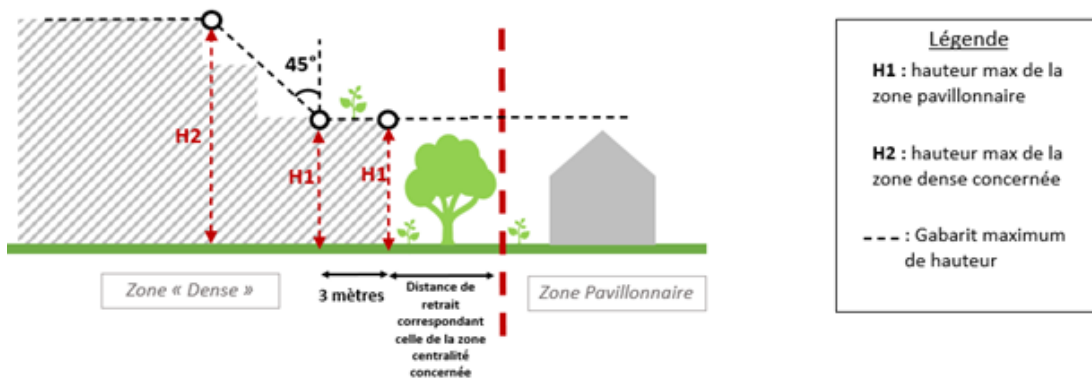 45°
H2
H1
H1
Zone « Dense »
3 mètres
Distance de
retrait
correspondant
celle de la zone
centralité
concernée
Zone Pavillonnaire
Légende
H1 : hauteur max de la
zone pavillonnaire
H2 : hauteur max de la
zone dense concernée
---- : Gabarit maximum
de hauteur